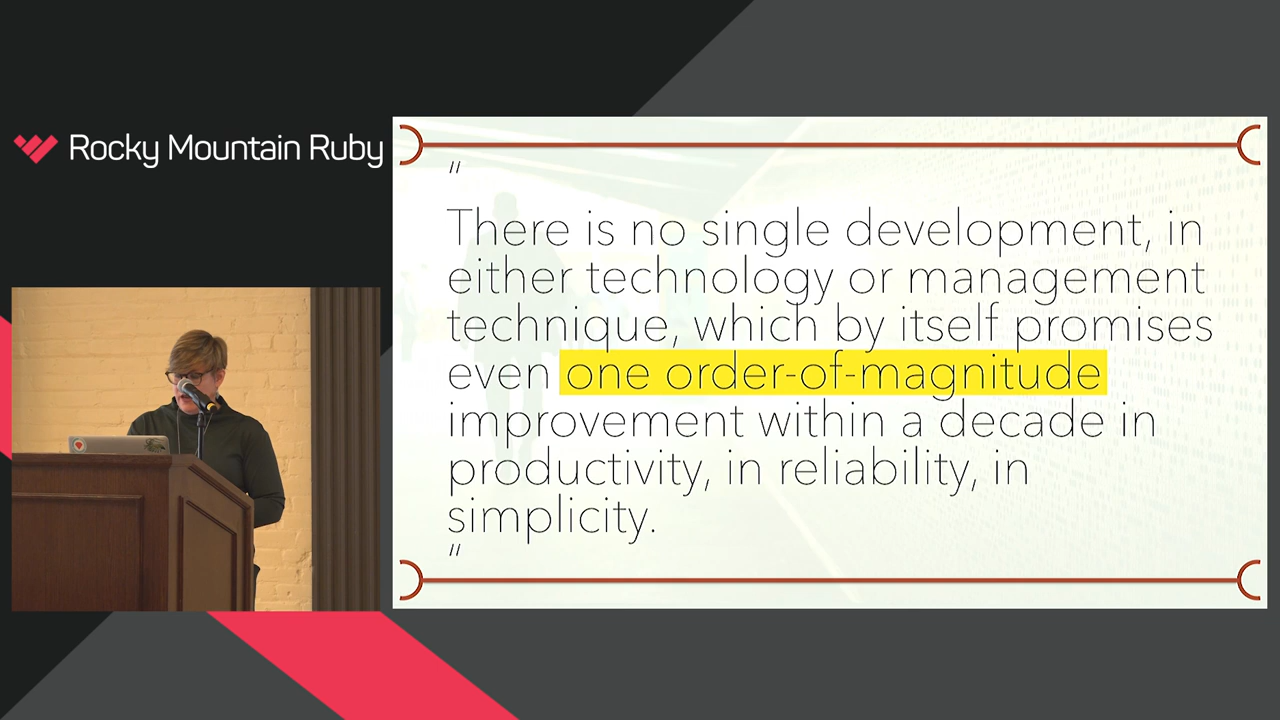 Rocky Mountain Ruby
"
There is no single development, in
either technology or management
technique, which by itself promises
even one order-of-magnitude
improvement within a decade in
productivity, in reliability, in
simplicity.
"